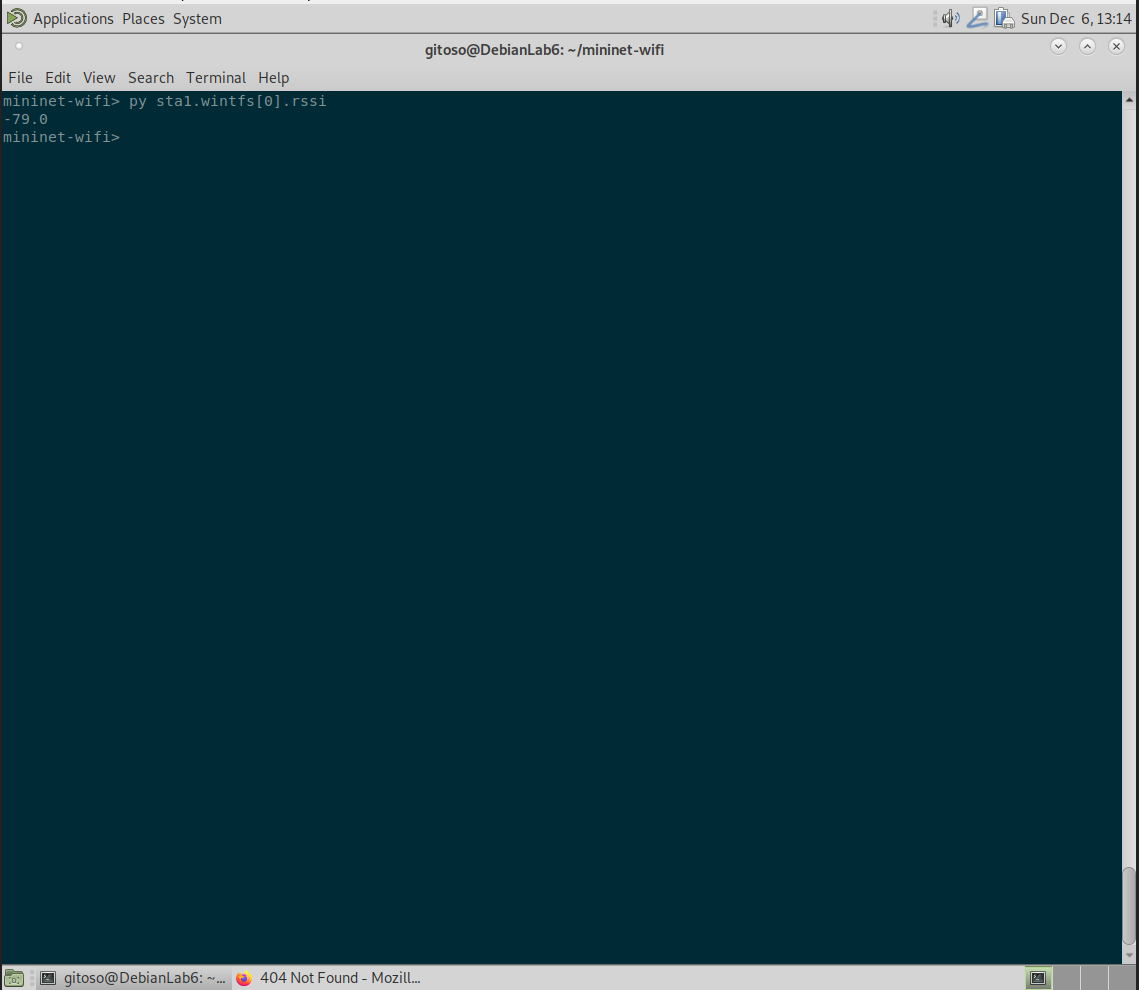 Applications Places System Sun Dec 6, 13:14
gitoso@DebianLab6: ~/mininet-wifi
File Edit View Search Terminal Help
mininet-wifi> py sta1.wintfs[0].rssi
-79.0
mininet-wifi>
gitoso@DebianLab6: ~... 404 Not Found - Mozill...